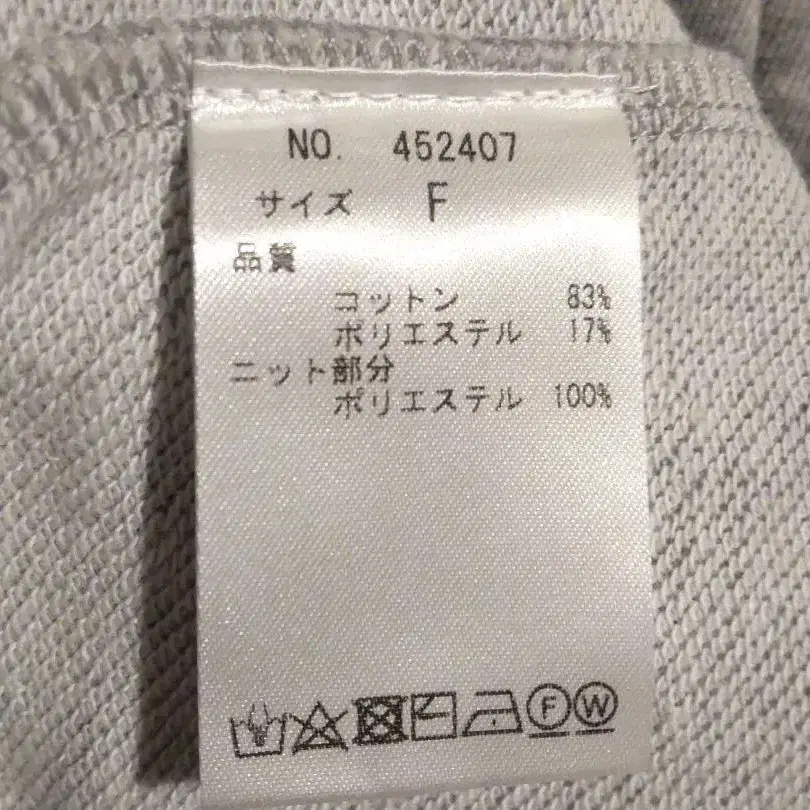 NO. 452407
サイズ F
品質
コットン 83%
ポリエステル 17%
ニット部分
ポリエステル 100%
F W